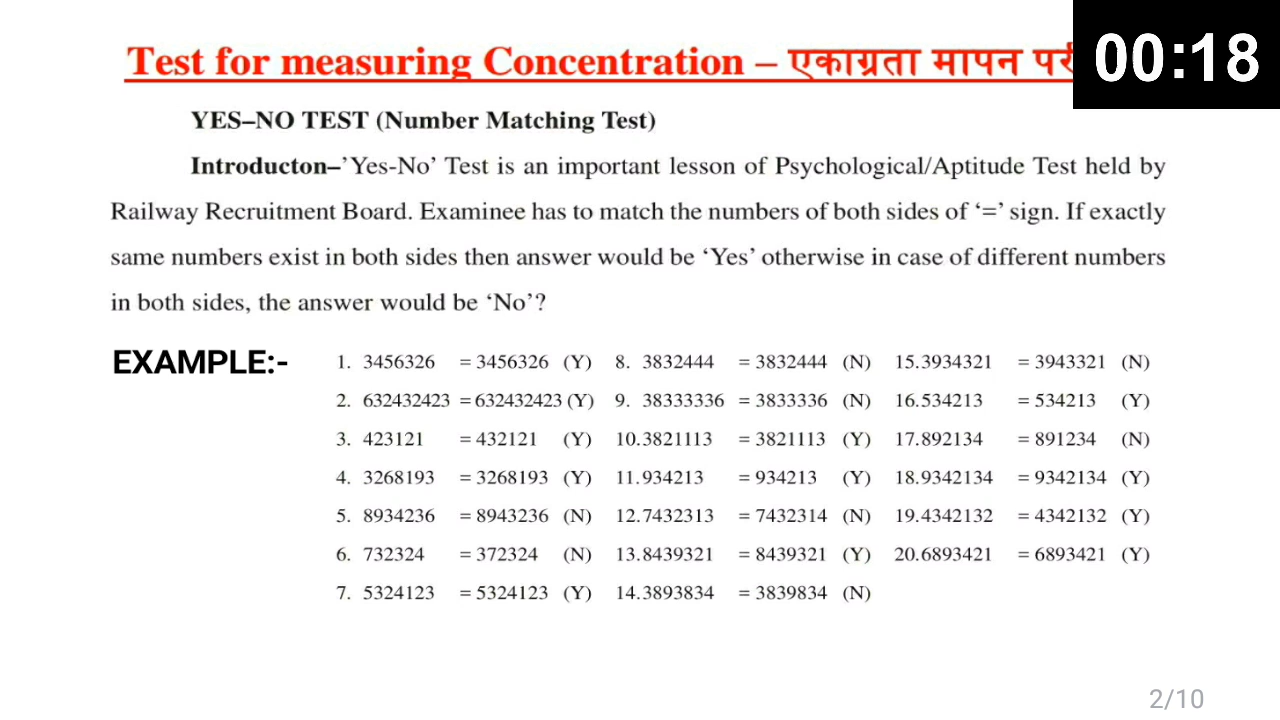 Test for measuring Concentration – एकाग्रता मापन
00:18
YES–NO TEST (Number Matching Test)
Introducton–’Yes-No’ Test is an important lesson of Psychological/Aptitude Test held by
Railway Recruitment Board. Examinee has to match the numbers of both sides of ‘=’ sign. If exactly
same numbers exist in both sides then answer would be ‘Yes’ otherwise in case of different numbers
in both sides, the answer would be ‘No’?
EXAMPLE:-
1. 3456326 = 3456326 (Y) 8. 3832444 = 3832444 (N) 15.3934321 = 3943321 (N)
2. 632432423 = 632432423 (Y) 9. 38333336 = 3833336 (N) 16.534213 = 534213 (Y)
3. 423121 = 432121 (Y) 10.3821113 = 3821113 (Y) 17.892134 = 891234 (N)
4. 3268193 = 3268193 (Y) 11.934213 = 934213 (Y) 18.9342134 = 9342134 (Y)
5. 8934236 = 8943236 (N) 12.7432313 = 7432314 (N) 19.4342132 = 4342132 (Y)
6. 732324 = 372324 (N) 13.8439321 = 8439321 (Y) 20.6893421 = 6893421 (Y)
7. 5324123 = 5324123 (Y) 14.3893834 = 3839834 (N)
2/10